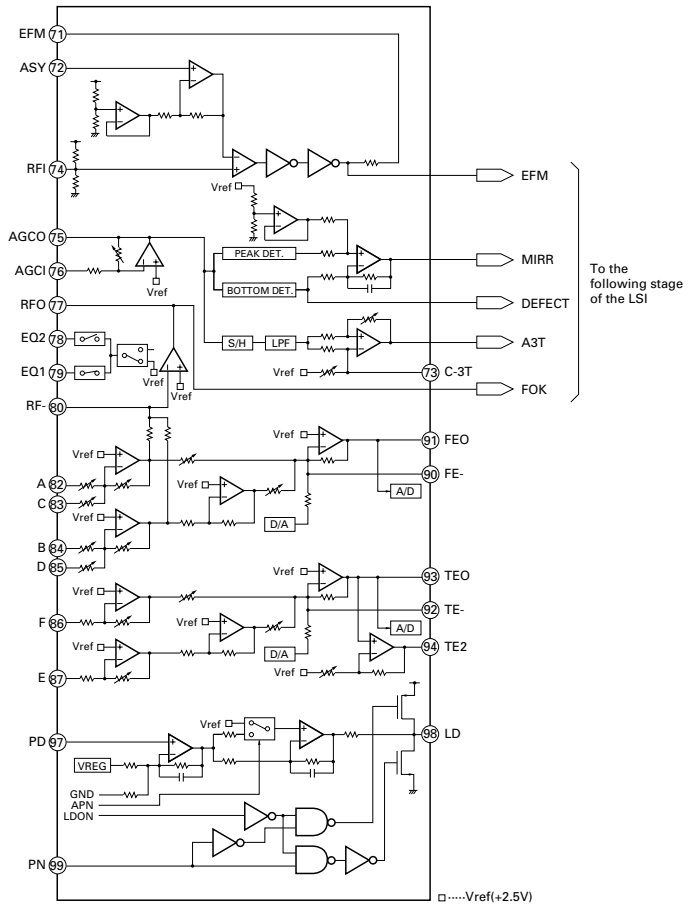 EFM 71
ASY 72
RFI 74
Vref
EFM
AGCO 75
PEAK DET.
MIRR
To the
following stage
of the LSI
AGCI 76
Vref
BOTTOM DET.
DEFECT
RFO 77
EQ2 78
S/H
LPF
A3T
EQ1 79
Vref
Vref
Vref
73 C-3T
FOK
RF- 80
Vref
Vref
91 FEO
90 FE-
A 82
C 83
A/D
Vref
Vref
D/A
B 84
D 85
Vref
93 TEO
Vref
92 TE-
F 86
Vref
A/D
Vref
D/A
94 TE2
Vref
E 87
Vref
98 LD
PD 97
VREG
GND
APN
LDON
PN 99
.....Vref(+2.5V)